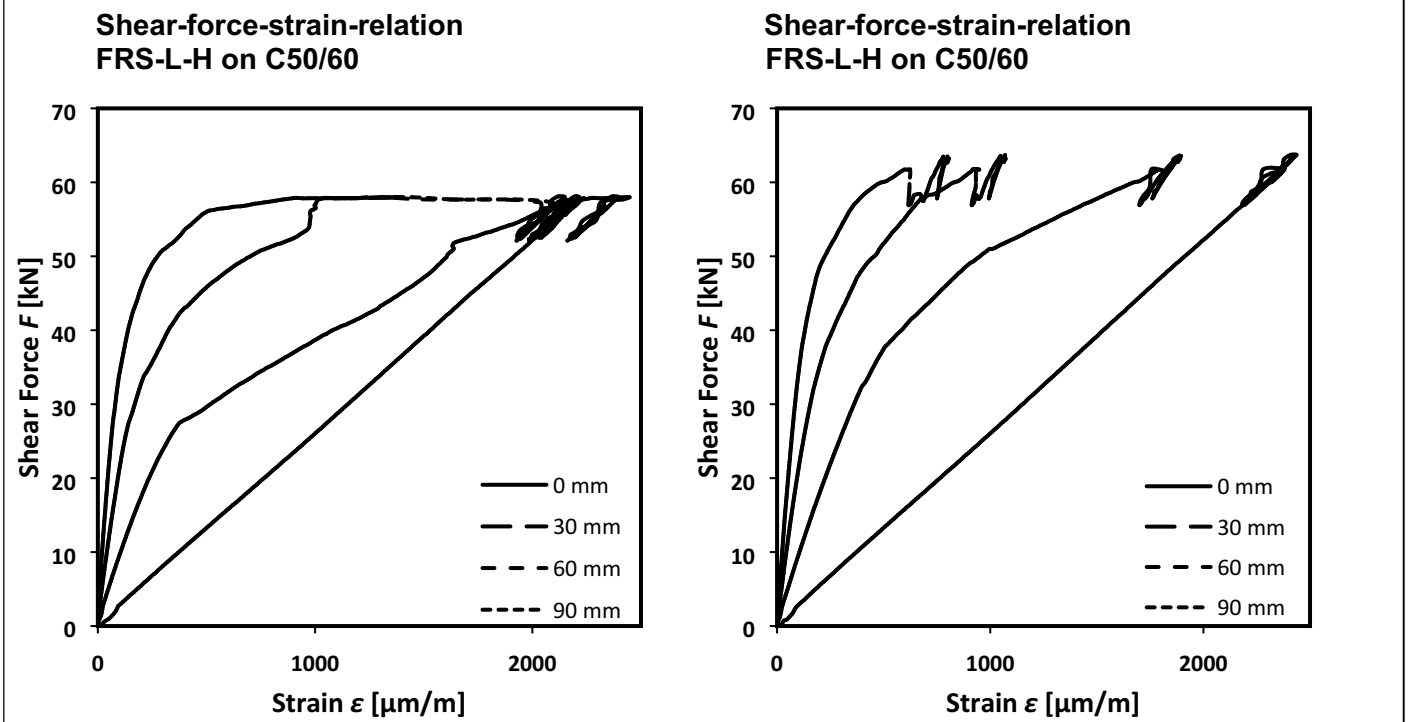 Shear-force-strain-relation
FRS-L-H on C50/60
70
60
50
40
30
20
10
0
Shear Force F [kN]
0 mm
30 mm
60 mm
90 mm
0
1000
2000
Strain ε [µm/m]
Shear-force-strain-relation
FRS-L-H on C50/60
70
60
50
40
30
20
10
0
Shear Force F [kN]
0 mm
30 mm
60 mm
90 mm
0
1000
2000
Strain ε [µm/m]